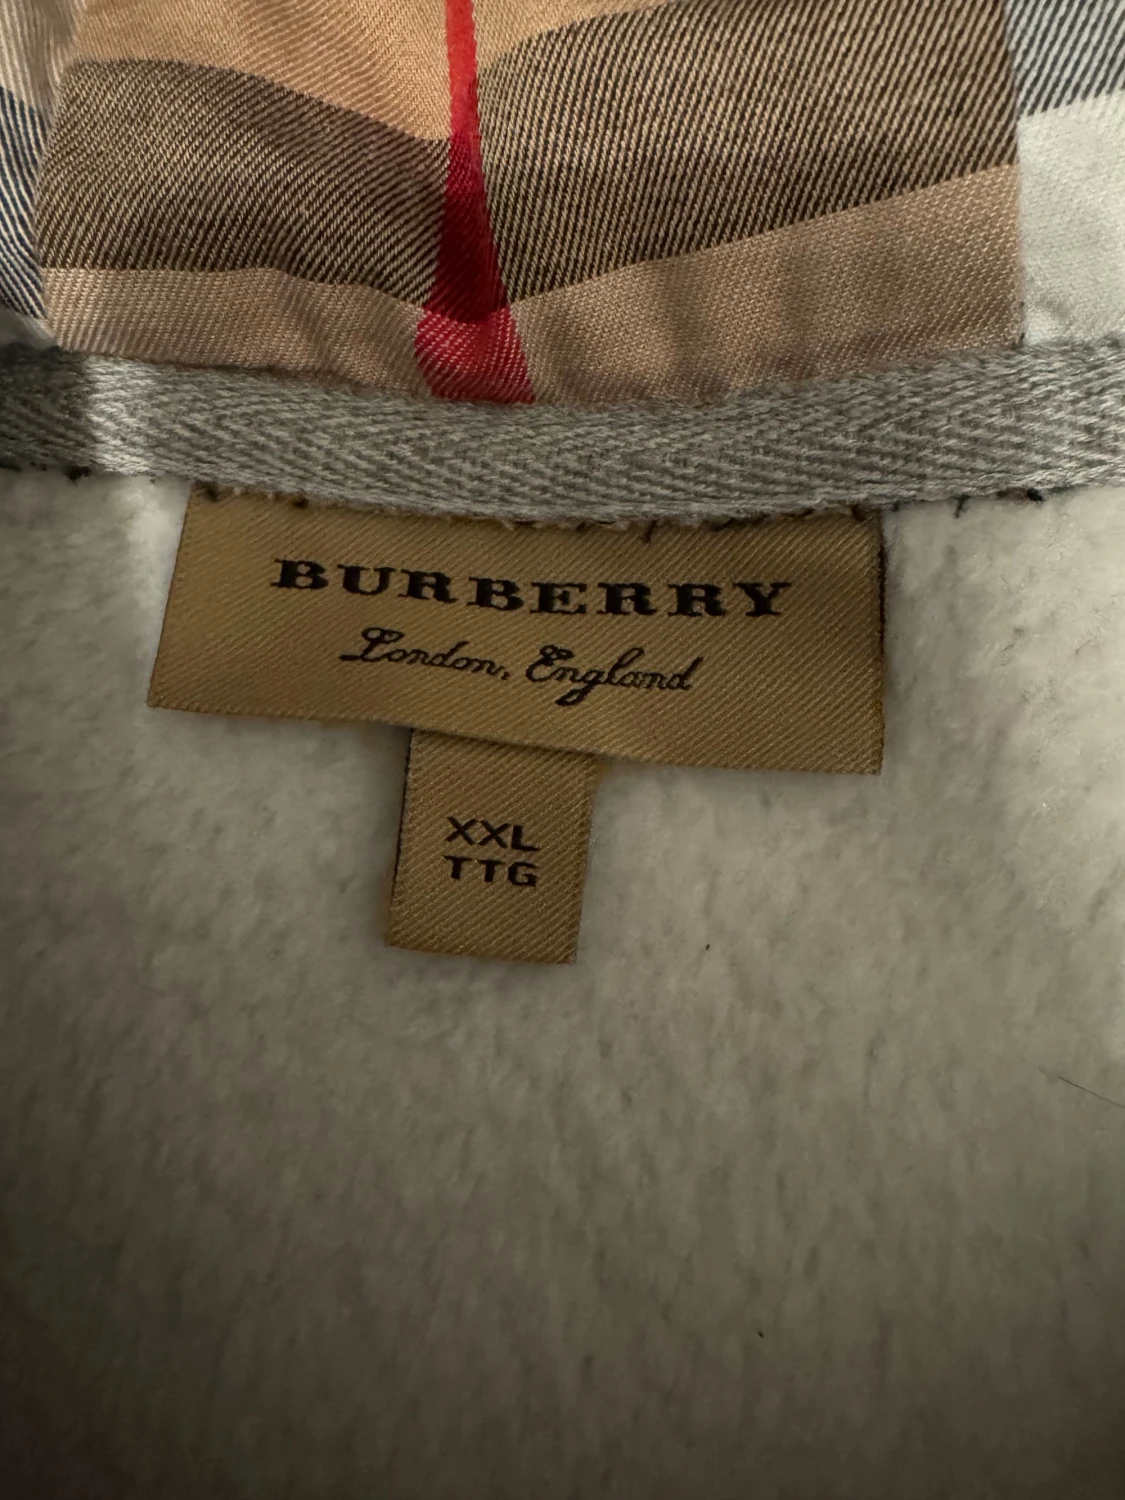 BURBERRY
London, England
XXL
TTG